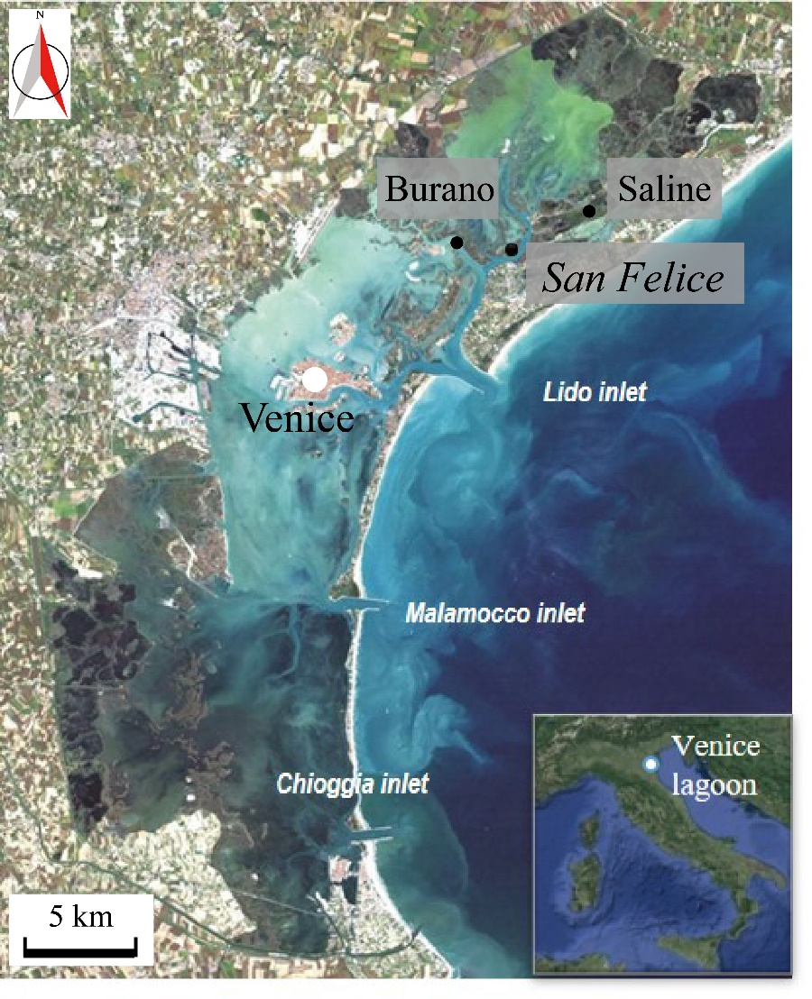 N
Burano
Saline
San Felice
Lido inlet
Venice
Malamocco inlet
Venice
lagoon
Chioggia inlet
5 km